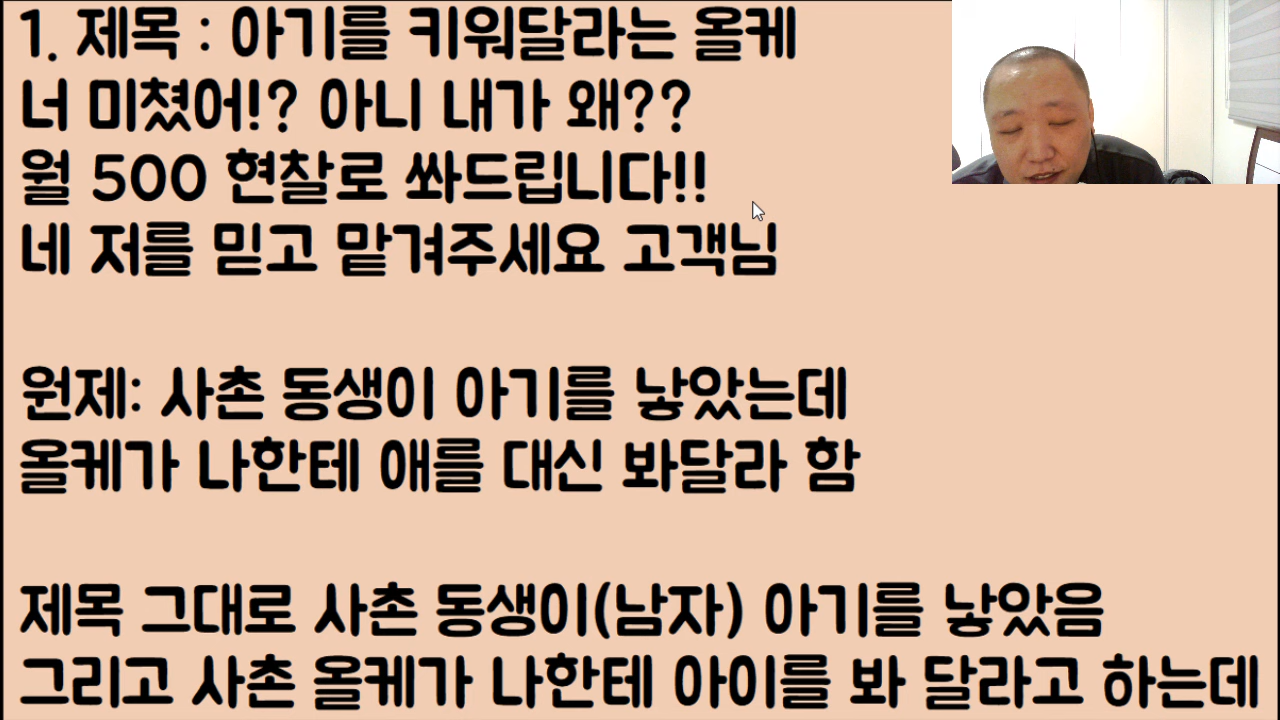 1. 제목 : 아기를 키워달라는 올케
너 미쳤어!? 아니 내가 왜??
월 500 현찰로 쏴드립니다!!
네 저를 믿고 맡겨주세요 고객님
원제: 사촌 동생이 아기를 낳았는데
올케가 나한테 애를 대신 봐달라 함
제목 그대로 사촌 동생이(남자) 아기를 낳았음
그리고 사촌 올케가 나한테 아이를 봐 달라고 하는데